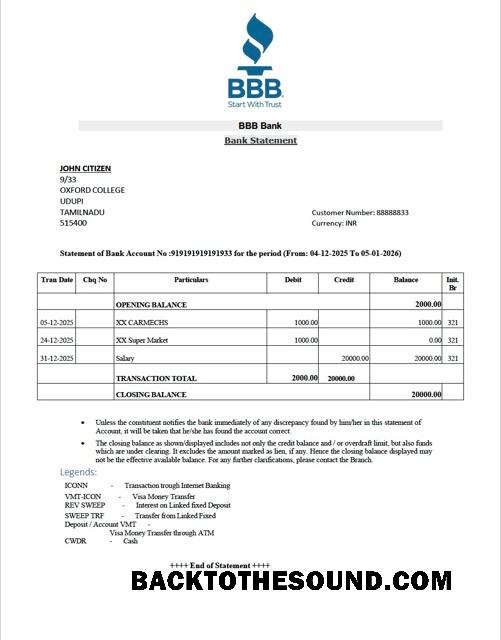 BBB
Start With Trust
BBB Bank
Bank Statement
JOHN CITIZEN
9/33
OXFORD COLLEGE
UDUPI
TAMILNADU
515400
Customer Number: 88888833
Currency: INR
Statement of Bank Account No :919191919191933 for the period (From: 04-12-2025 To 05-01-2026)
Tran Date Chq No Particulars Debit Credit Balance Init. Br
OPENING BALANCE 2000.00
05-12-2025 XX CARMECHS 1000.00 1000.00 321
24-12-2025 XX Super Market 1000.00 0.00 321
31-12-2025 Salary 20000.00 20000.00 321
TRANSACTION TOTAL 2000.00 20000.00
CLOSING BALANCE 20000.00
• Unless the constituent notifies the bank immediately of any discrepancy found by him/her in this statement of
Account, it will be taken that he/she has found the account correct.
• The closing balance as shown/displayed includes not only the credit balance and / or overdraft limit, but also finds
which are under clearing. It excludes the amount marked as lien, if any. Hence the closing balance displayed may
not be the effective available balance. For any further clarifications, please contact the Branch.
Legends:
ICONN - Transaction trough Internet Banking
VMT-ICON - Visa Money Transfer
REV SWEEP - Interest on Linked fixed Deposit
SWEEP TRF - Transfer from Linked Fixed
Deposit / Account VMT -
Visa Money Transfer through ATM
CWDR - Cash
++++ End of Statement ++++
BACKTOTHESOUND.COM